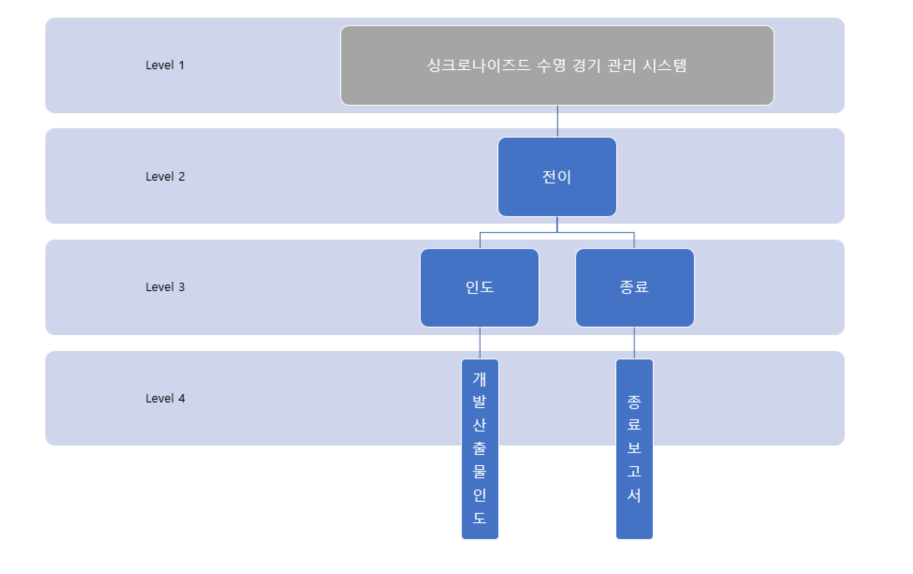 Level 1
싱크로나이즈드 수영 경기 관리 시스템
Level 2
전이
Level 3
인도
종료
Level 4
개발산출물인도
종료보고서